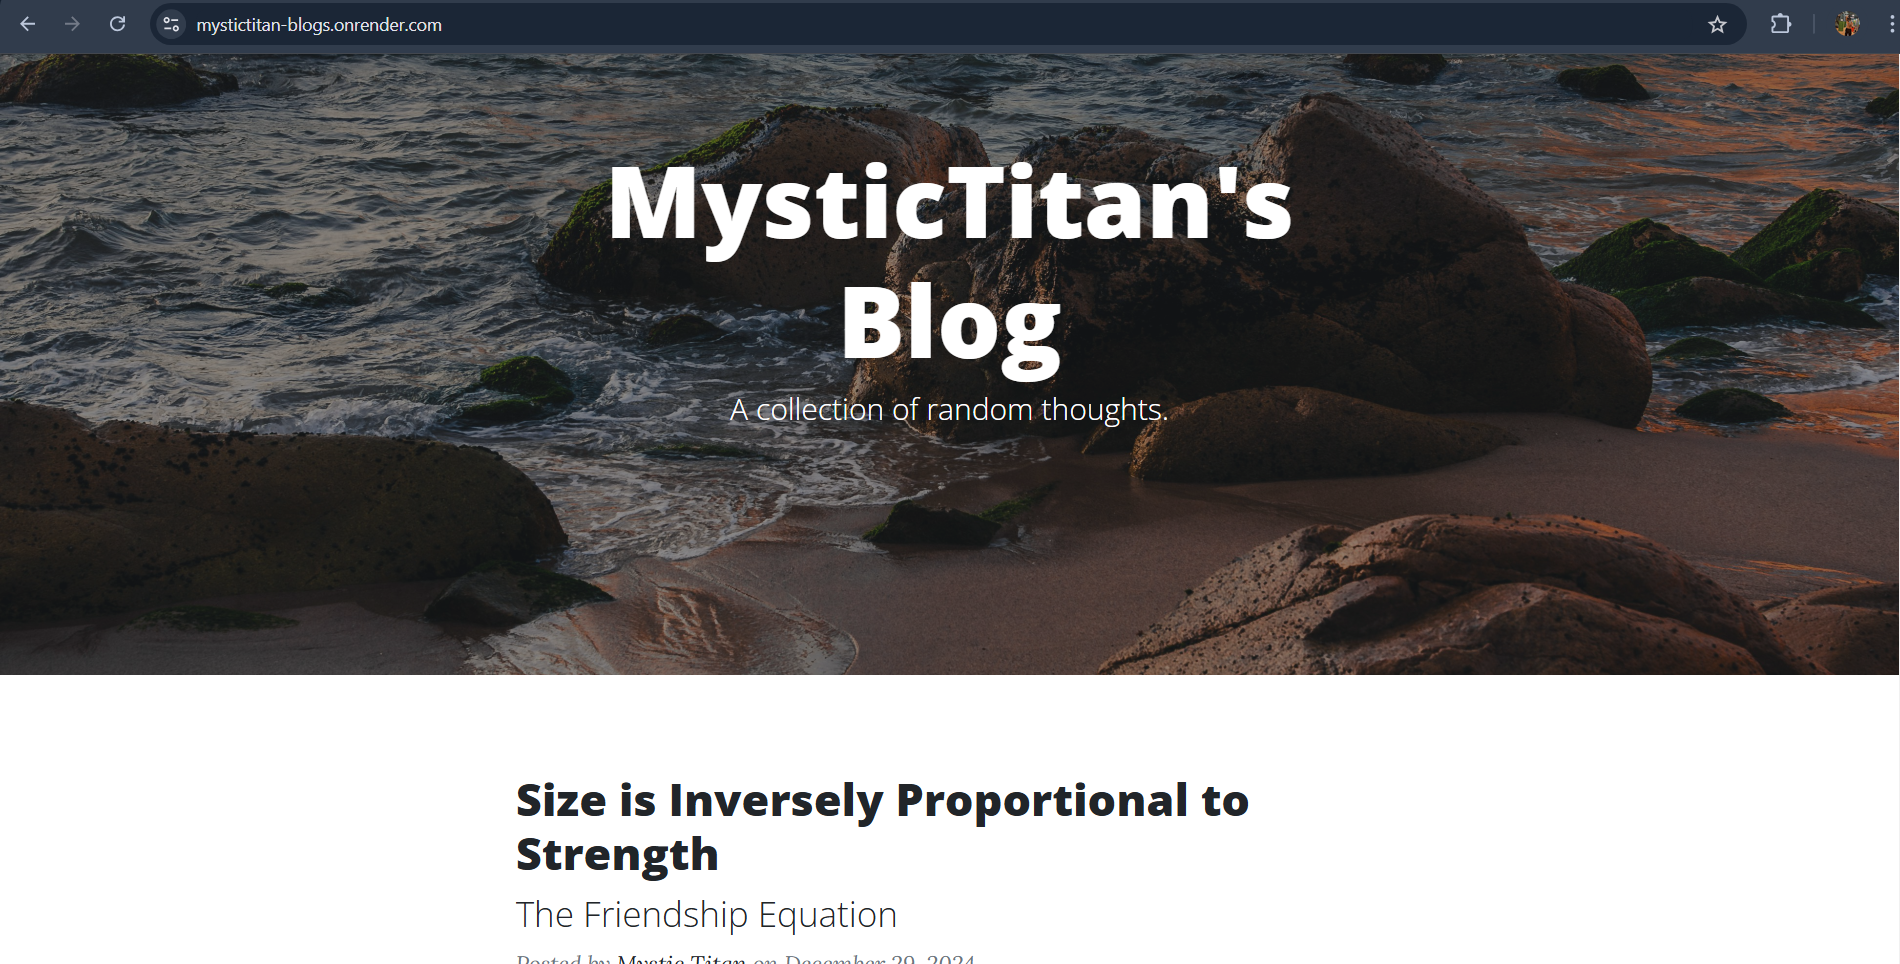 mystictitan-blogs.onrender.com
MysticTitan's
Blog
A collection of random thoughts.
Size is Inversely Proportional to
Strength
The Friendship Equation
Posted by Mystic Titan on December 29, 2024